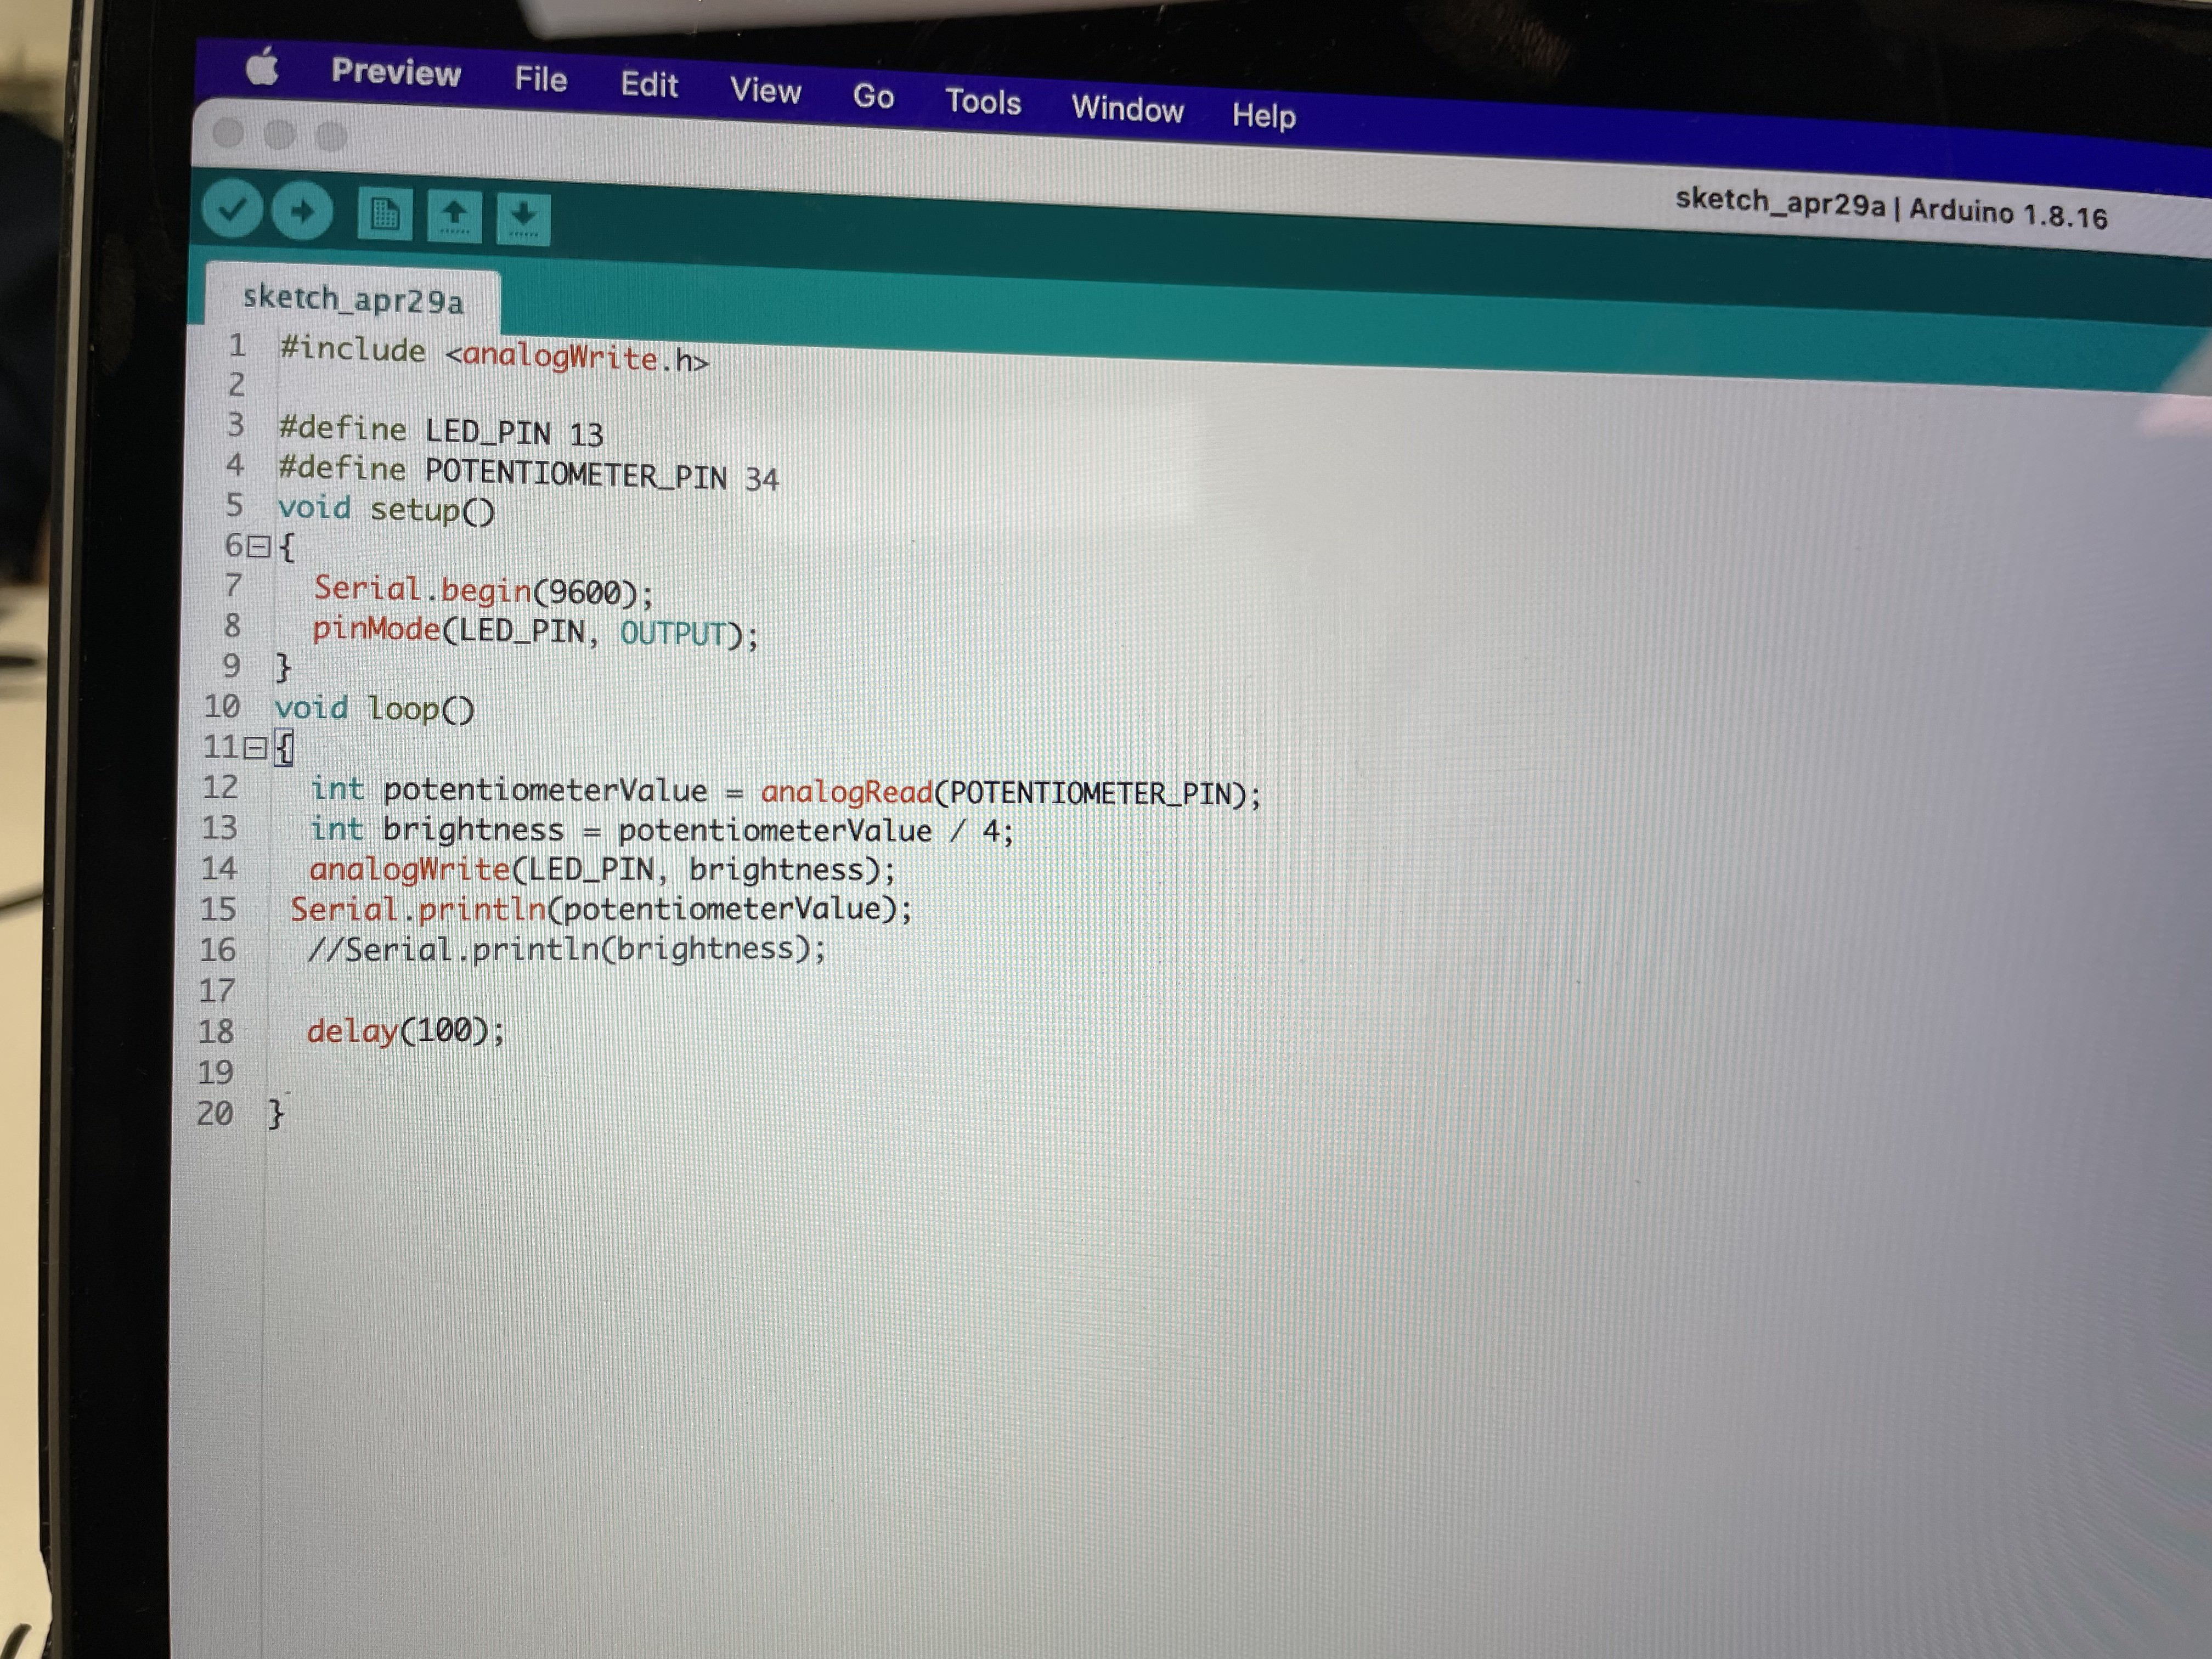 Preview File Edit View Go Tools Window Help
sketch_apr29a | Arduino 1.8.16
sketch_apr29a
1 #include <analogWrite.h>
2
3 #define LED_PIN 13
4 #define POTENTIOMETER_PIN 34
5 void setup()
6 {
7 Serial.begin(9600);
8 pinMode(LED_PIN, OUTPUT);
9 }
10 void loop()
11 {
12 int potentiometerValue = analogRead(POTENTIOMETER_PIN);
13 int brightness = potentiometerValue / 4;
14 analogWrite(LED_PIN, brightness);
15 Serial.println(potentiometerValue);
16 //Serial.println(brightness);
17
18 delay(100);
19
20 }